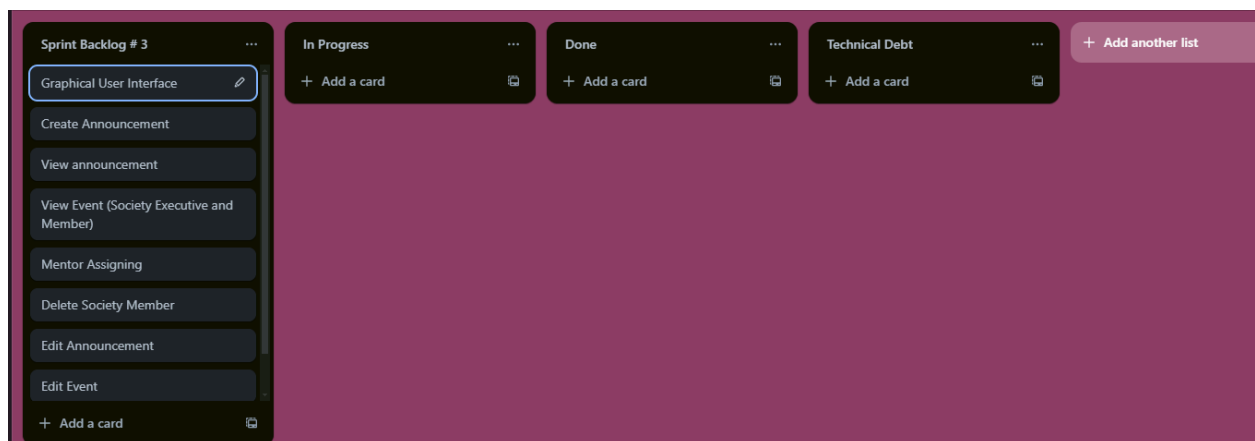 Sprint Backlog # 3
Graphical User Interface
Create Announcement
View announcement
View Event (Society Executive and
Member)
Mentor Assigning
Delete Society Member
Edit Announcement
Edit Event
+ Add a card
In Progress
+ Add a card
Done
+ Add a card
Technical Debt
+ Add a card
+ Add another list